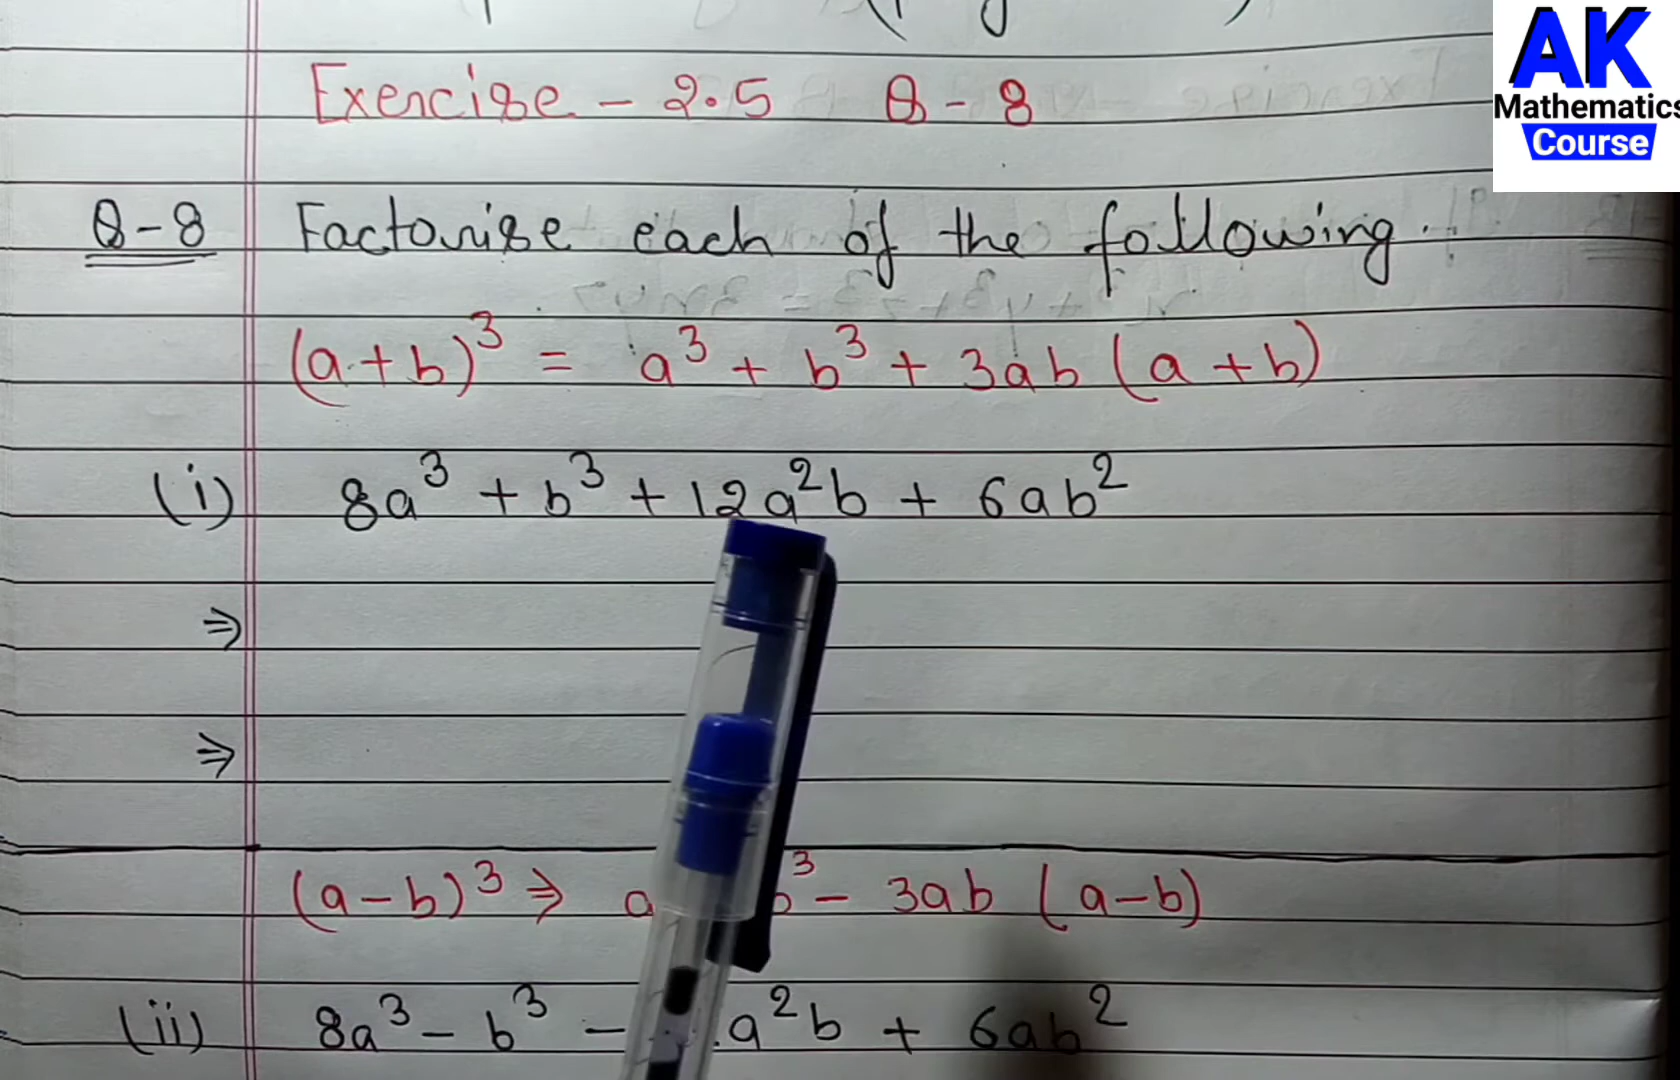 AK
Mathematics
Course
Exercise - 2.5 Q - 8
Q-8 Factorise each of the following.
(a+b)³ = a³ + b³ + 3ab (a+b)
(i) 8a³ + b³ + 12a²b + 6ab²
⇒
⇒
(a-b)³ ⇒ a ³ - 3ab (a-b)
(ii) 8a³ - b³ - a²b + 6ab²